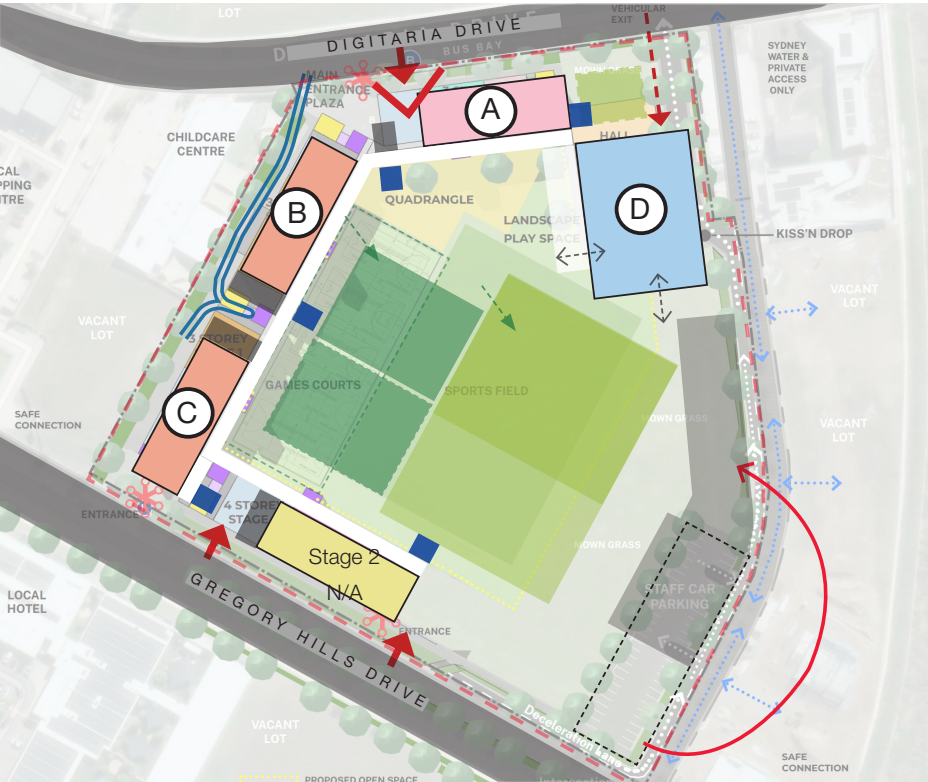 LOT
VEHICULAR
EXIT
DIGITARIA DRIVE
BUS BAY
B
SYDNEY
WATER &
PRIVATE
ACCESS
ONLY
MAIN
ENTRANCE
PLAZA
A
HALL
CHILDCARE
CENTRE
QUADRANGLE
B
D
LANDSCAPE
PLAY SPACE
KISS'N DROP
VACANT
LOT
VACANT
LOT
3 STOREY
GAMES COURTS
SPORTS FIELD
C
MOWN GRASS
SAFE
CONNECTION
VACANT
LOT
ENTRANCE
4 STOREY
STAGE
Stage 2
N/A
MOWN GRASS
STAFF CAR
PARKING
LOCAL
HOTEL
GREGORY HILLS DRIVE
ENTRANCE
Deceleration Lane
VACANT
LOT
SAFE
CONNECTION
PROPOSED OPEN SPACE